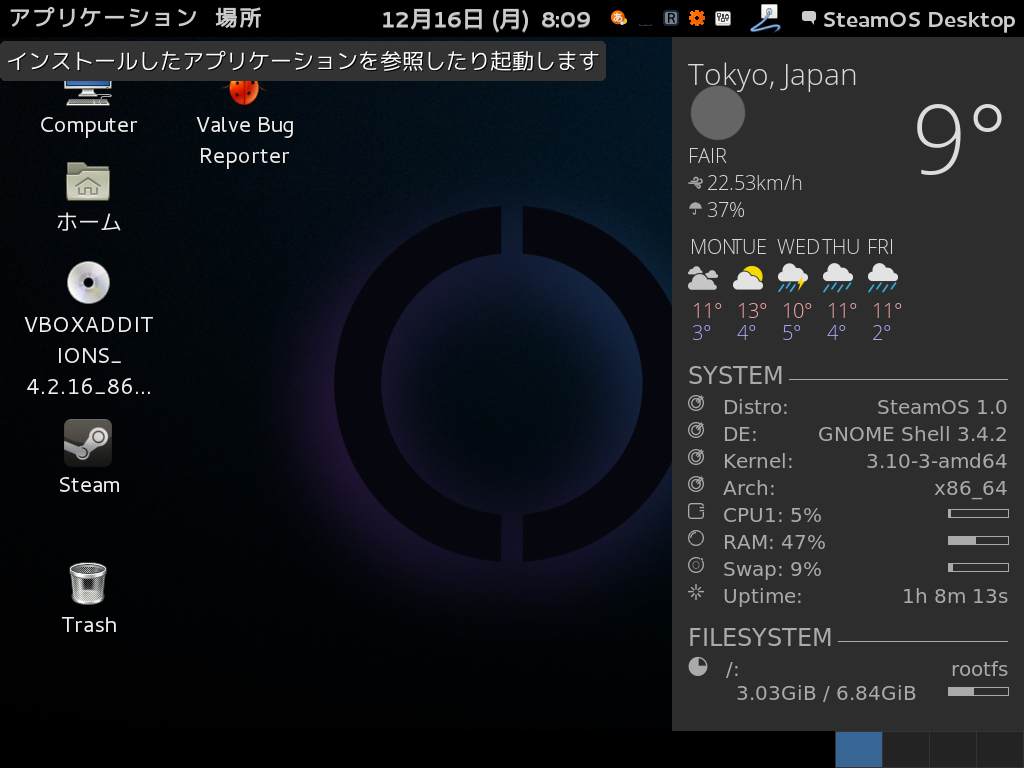 アプリケーション 場所 12月16日 (月) 8:09 SteamOS Desktop
インストールしたアプリケーションを参照したり起動します
Computer
Valve Bug
Reporter
ホーム
VBOXADDIT
IONS_
4.2.16_86...
Steam
Trash
Tokyo, Japan
9°
FAIR
22.53km/h
37%
MON TUE WED THU FRI
11° 13° 10° 11° 11°
3° 4° 5° 4° 2°
SYSTEM
Distro: SteamOS 1.0
DE: GNOME Shell 3.4.2
Kernel: 3.10-3-amd64
Arch: x86_64
CPU1: 5%
RAM: 47%
Swap: 9%
Uptime: 1h 8m 13s
FILESYSTEM
/: rootfs
3.03GiB / 6.84GiB